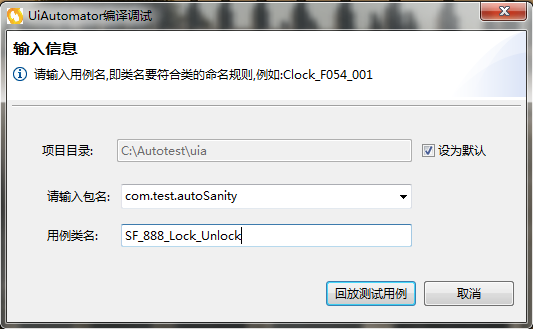 UiAutomator编译调试
输入信息
请输入用例名,即类名要符合类的命名规则,例如:Clock_F054_001
项目目录: C:\Autotest\uia 设为默认
请输入包名: com.test.autoSanity
用例类名: SF_888_Lock_Unlock
回放测试用例 取消